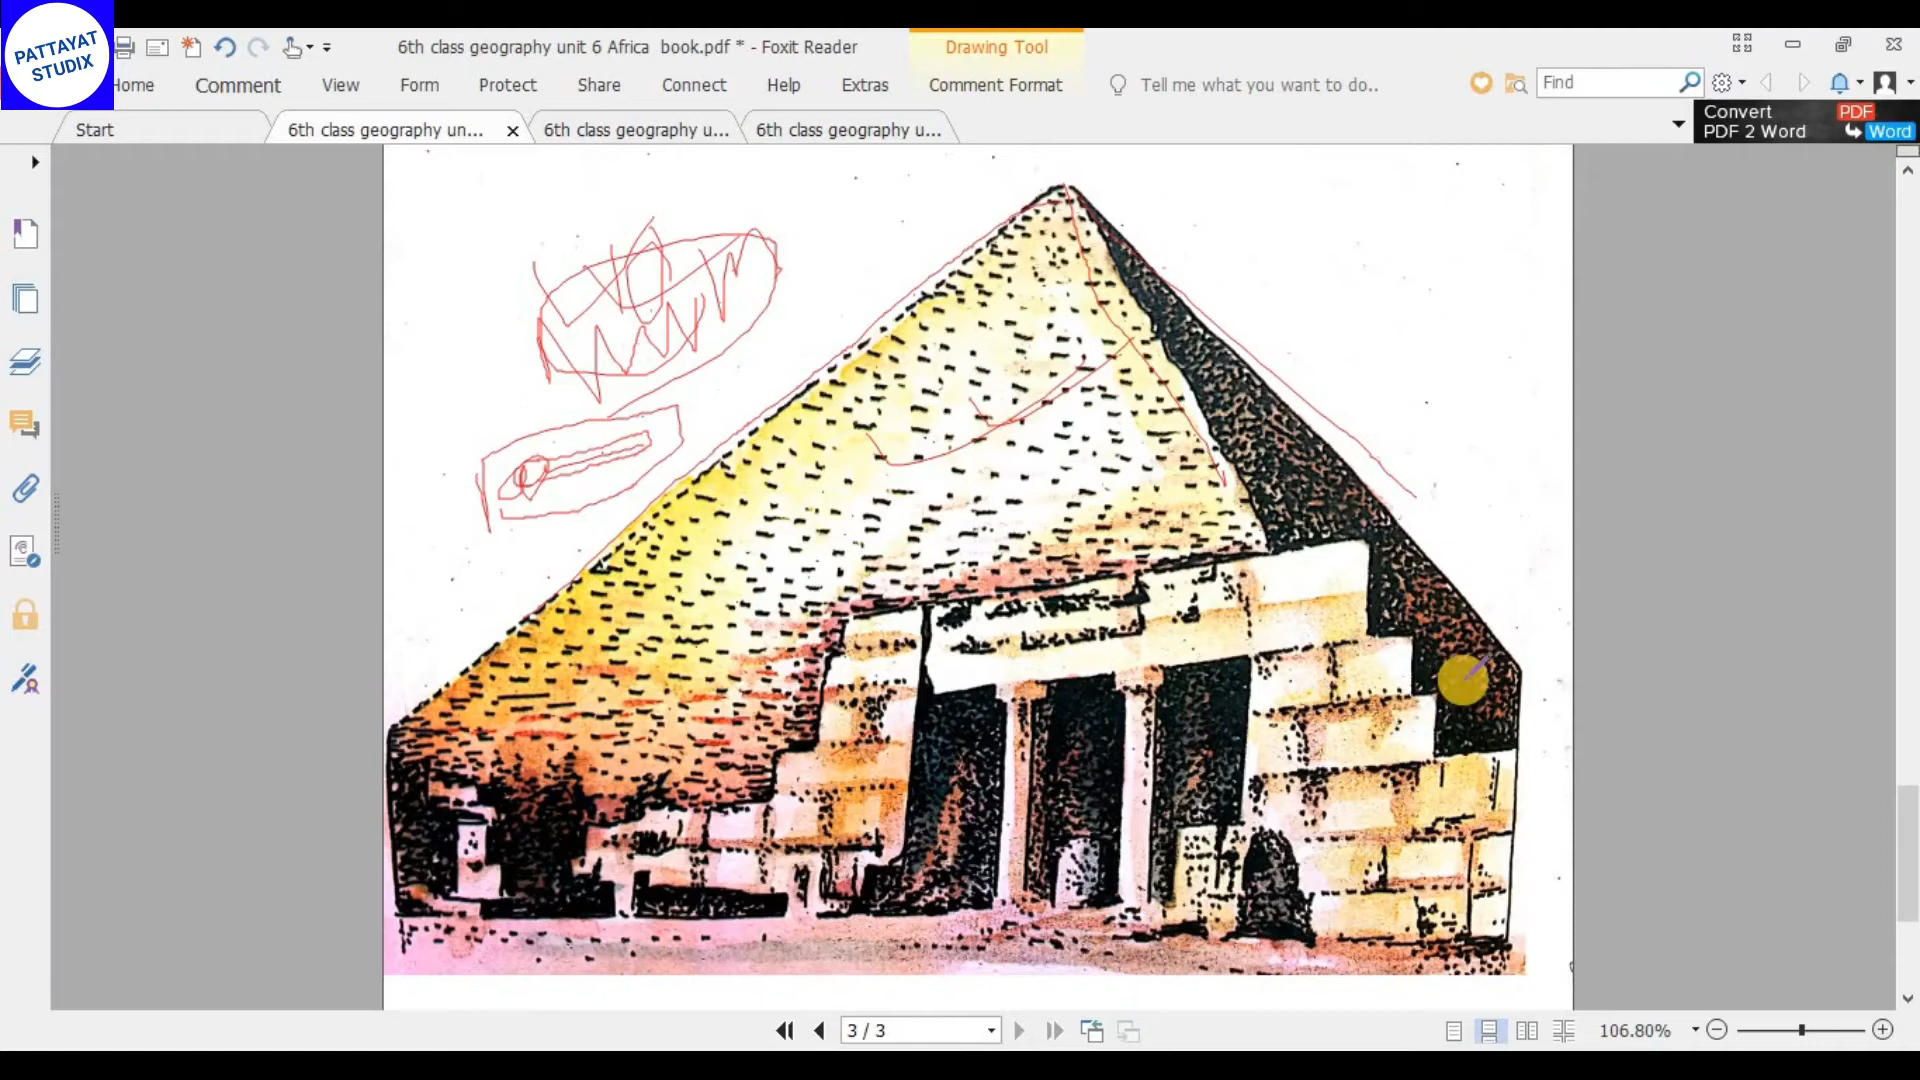 PATTAYAT
STUDIX
6th class geography unit 6 Africa book.pdf * - Foxit Reader
Drawing Tool
Home
Comment
View
Form
Protect
Share
Connect
Help
Extras
Comment Format
Tell me what you want to do..
Find
Start
6th class geography un...
6th class geography u...
6th class geography u...
Convert PDF
PDF 2 Word Word
3 / 3
106.80%